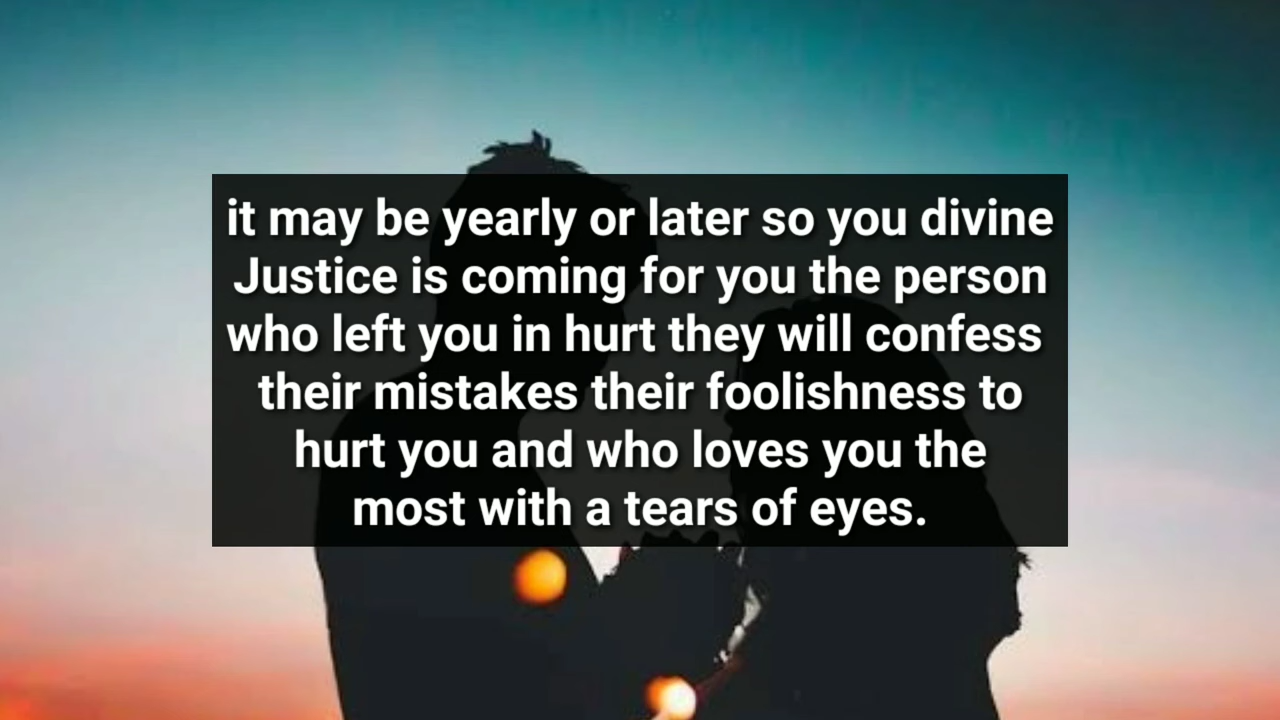 it may be yearly or later so you divine
Justice is coming for you the person
who left you in hurt they will confess
their mistakes their foolishness to
hurt you and who loves you the
most with a tears of eyes.